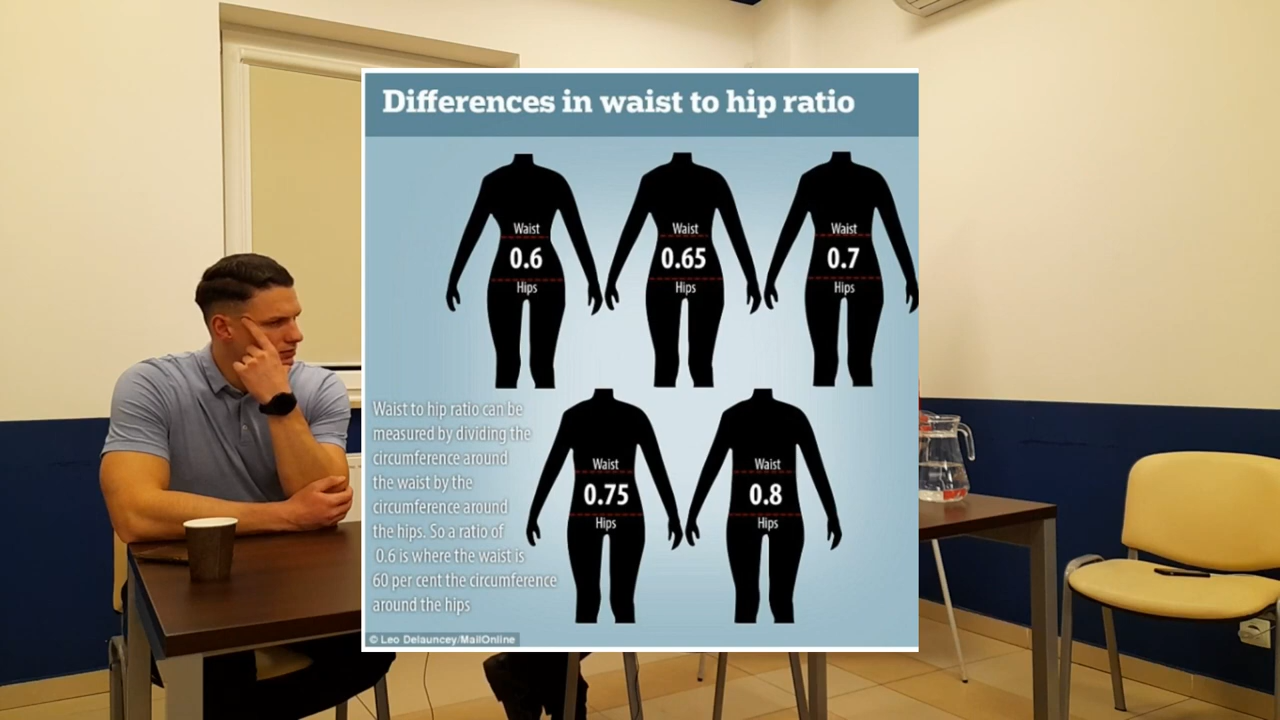 Differences in waist to hip ratio
Waist
0.6
Hips
Waist
0.65
Hips
Waist
0.7
Hips
Waist to hip ratio can be
measured by dividing the
circumference around
the waist by the
circumference around
the hips. So a ratio of
0.6 is where the waist is
60 per cent the circumference
around the hips
Waist
0.75
Hips
Waist
0.8
Hips
© Leo Delauncey/MailOnline